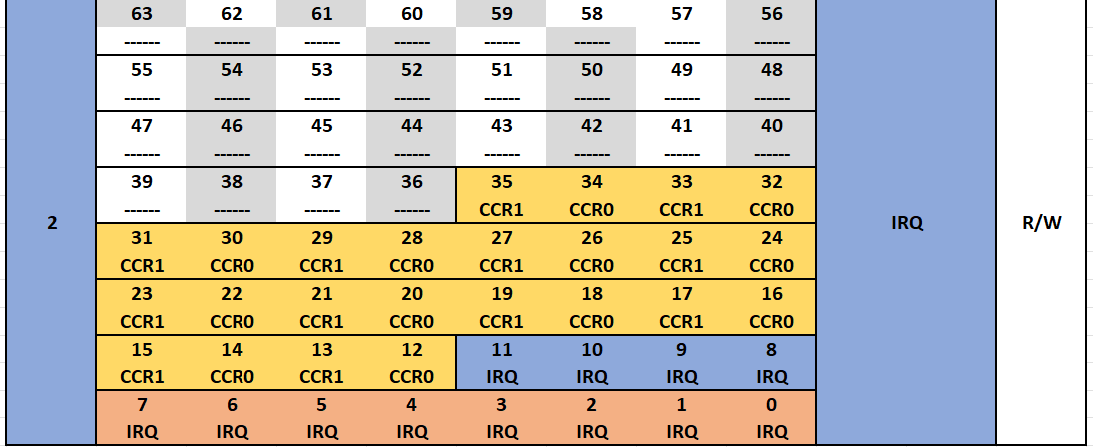 63 62 61 60 59 58 57 56
------ ------ ------ ------ ------ ------ ------ ------
55 54 53 52 51 50 49 48
------ ------ ------ ------ ------ ------ ------ ------
47 46 45 44 43 42 41 40
------ ------ ------ ------ ------ ------ ------ ------
39 38 37 36 35 34 33 32
------ ------ ------ ------ CCR1 CCR0 CCR1 CCR0
2 IRQ R/W
31 30 29 28 27 26 25 24
CCR1 CCR0 CCR1 CCR0 CCR1 CCR0 CCR1 CCR0
23 22 21 20 19 18 17 16
CCR1 CCR0 CCR1 CCR0 CCR1 CCR0 CCR1 CCR0
15 14 13 12 11 10 9 8
CCR1 CCR0 CCR1 CCR0 IRQ IRQ IRQ IRQ
7 6 5 4 3 2 1 0
IRQ IRQ IRQ IRQ IRQ IRQ IRQ IRQ